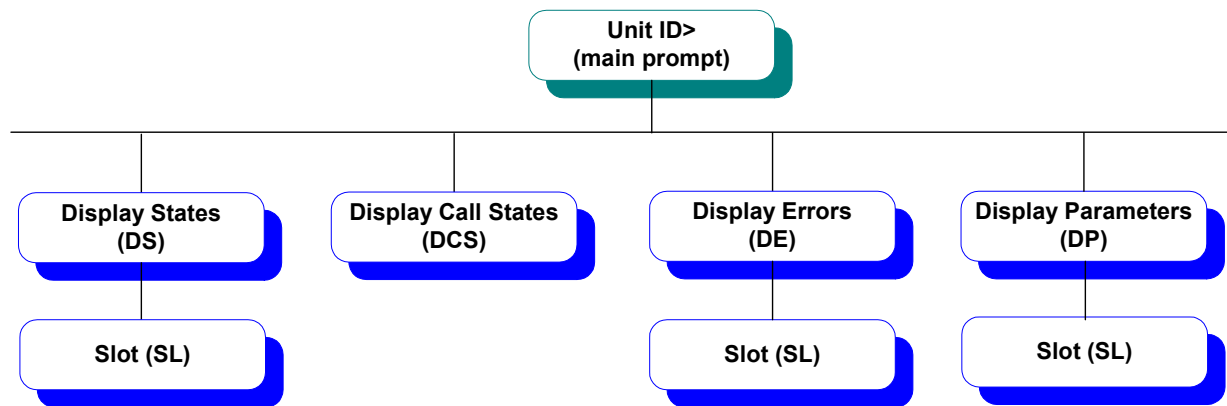 Unit ID>
(main prompt)
Display States
(DS)
Display Call States
(DCS)
Display Errors
(DE)
Display Parameters
(DP)
Slot (SL)
Slot (SL)
Slot (SL)